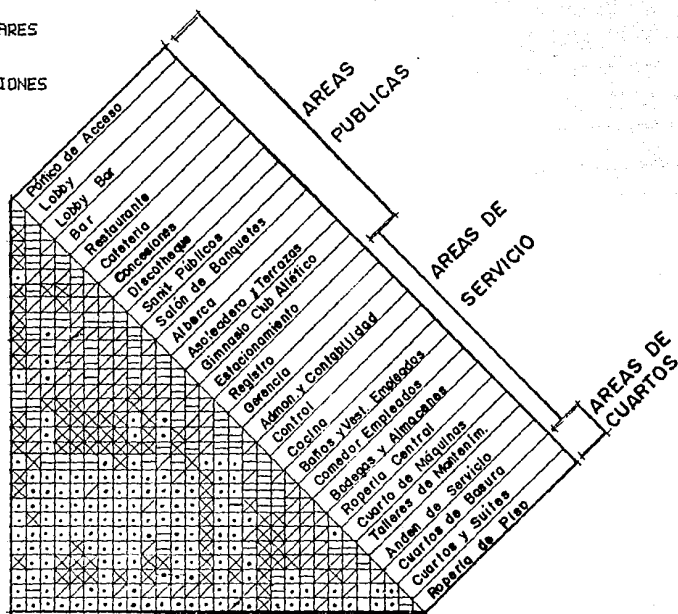 ARES
IONES
Pórtico de Acceso
Lobby
Lobby Bar
Bar
Restaurante
Cafeteria
Concesiones
Discotheque
Sanit. Públicos
Salón de Banquetes
Alberca
Asoleadero y Terrazas
Gimnasio Club Atlético
Estacionamiento
Registro
Gerencia
Admon. y Contabilidad
Control
Cocina
Baños y Vest. Empleados
Comedor Empleados
Bodegas y Almacenes
Ropería Central
Cuarto de Máquinas
Talleres de Mantenim.
Anden de Servicio
Cuartos de Basura
Cuartos y Suites
Ropería de Piso
AREAS
PUBLICAS
AREAS DE
SERVICIO
AREAS DE
CUARTOS